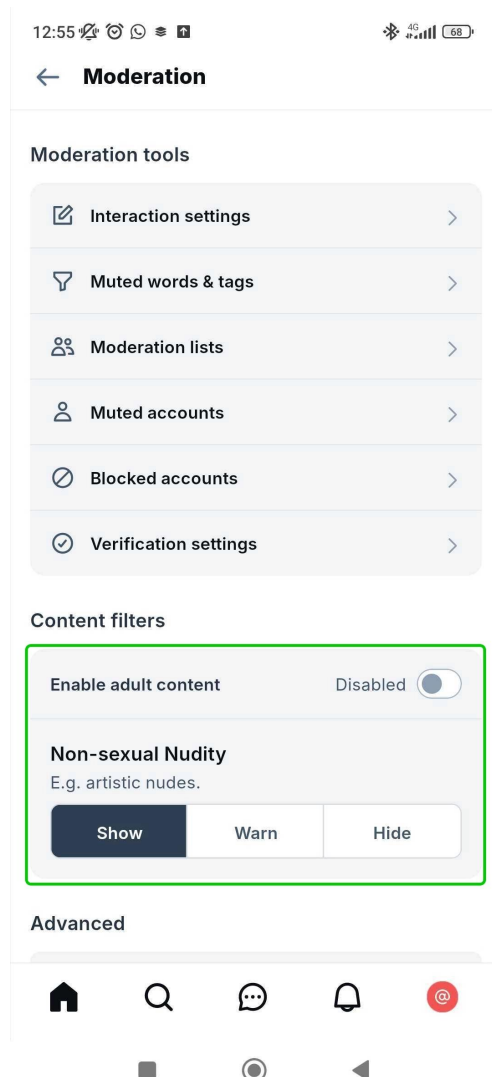 12:55
4G
68
Moderation
Moderation tools
Interaction settings
Muted words & tags
Moderation lists
Muted accounts
Blocked accounts
Verification settings
Content filters
Enable adult content Disabled
Non-sexual Nudity
E.g. artistic nudes.
Show Warn Hide
Advanced
@